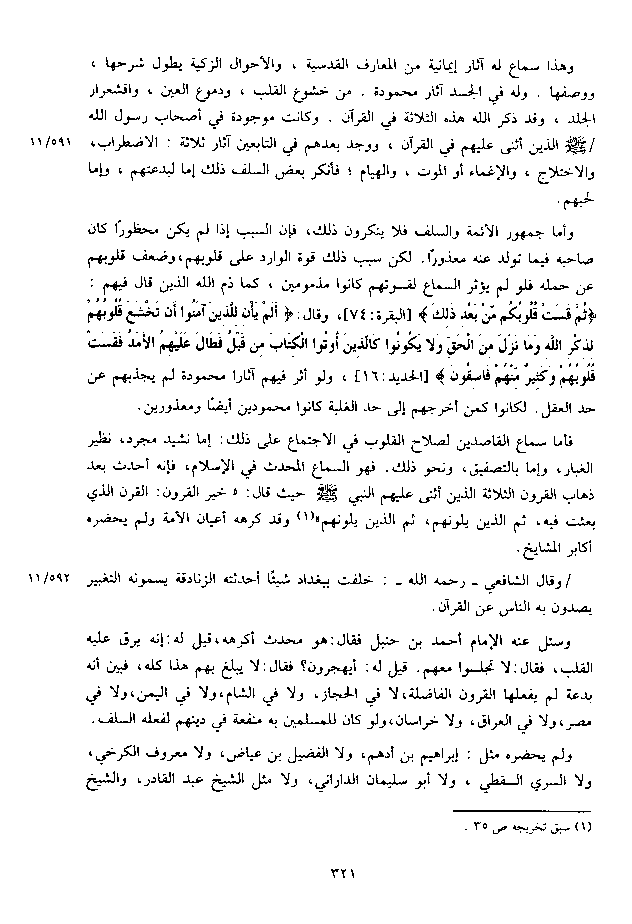 وهذا سماع له آثار إيمانية من المعارف القدسية ، والأحوال الزكية يطول شرحها ،
ووصفها . وله في الجسد آثار محمودة . من خشوع القلب ، ودموع العين ، واقشعرار
الجلد ، وقد ذكر الله هذه الثلاثة في القرآن . وكانت موجودة في أصحاب رسول الله
/ ﷺ الذين أثنى عليهم في القرآن ، ووجد بعدهم في التابعين آثار ثلاثة : الاضطراب، ١١/٥٩١
والاختلاج ، والإغماء أو الموت ، والهيام ؛ فأنكر بعض السلف ذلك إما لبدعتهم ، وإما
لحبهم .
وأما جمهور الأئمة والسلف فلا ينكرون ذلك، فإن السبب إذا لم يكن محظورًا كان
صاحبه فيما تولد عنه معذورًا. لكن سبب ذلك قوة الوارد على قلوبهم،وضعف قلوبهم
عن حمله فلو لم يؤثر السماع لقسوتهم كانوا مذمومين ، كما ذم الله الذين قال فيهم :
﴿ثُمَّ قَسَتْ قُلُوبُكُم مِّنْ بَعْدِ ذَلِكَ ﴾ [البقرة:٧٤]، وقال:﴿ أَلَمْ يَأْنِ لِلَّذِينَ آمَنُوا أَن تَخْشَعَ قُلُوبُهُمْ
لِذِكْرِ اللَّهِ وَمَا نَزَلَ مِنَ الْحَقِّ وَلا يَكُونُوا كَالَّذِينَ أُوتُوا الْكِتَابَ مِن قَبْلُ فَطَالَ عَلَيْهِمُ الأَمَدُ فَقَسَتْ
قُلُوبُهُمْ وَكَثِيرٌ مِّنْهُمْ فَاسِقُونَ ﴾ [الحديد:١٦] ، ولو أثر فيهم آثارا محمودة لم يجذبهم عن
حد العقل. لكانوا كمن أخرجهم إلى حد الغلبة كانوا محمودين أيضًا ومعذورين.
فأما سماع القاصدين لصلاح القلوب في الاجتماع على ذلك: إما نشيد مجرد، نظير
الغبار، وإما بالتصفيق، ونحو ذلك. فهو السماع المحدث في الإسلام، فإنه أحدث بعد
ذهاب القرون الثلاثة الذين أثنى عليهم النبي ﷺ حيث قال: « خير القرون: القرن الذي
بعثت فيه، ثم الذين يلونهم، ثم الذين يلونهم»(١) وقد كرهه أعيان الأمة ولم يحضره
أكابر المشايخ.
/ وقال الشافعي ـ رحمه الله ـ : خلفت ببغداد شيئًا أحدثته الزنادقة يسمونه التغبير ١١/٥٩٢
يصدون به الناس عن القرآن.
وسئل عنه الإمام أحمد بن حنبل فقال:هو محدث أكرهه،قيل له:إنه يرق عليه
القلب، فقال:لا تجلسوا معهم. قيل له: أيهجرون؟ فقال:لا يبلغ بهم هذا كله، فبين أنه
بدعة لم يفعلها القرون الفاضلة،لا في الحجاز، ولا في الشام،ولا في اليمن،ولا في
مصر،ولا في العراق، ولا خراسان،ولو كان للمسلمين به منفعة في دينهم لفعله السلف.
ولم يحضره مثل : إبراهيم بن أدهم، ولا الفضيل بن عياض، ولا معروف الكرخي،
ولا السري السقطي ، ولا أبو سليمان الداراني، ولا مثل الشيخ عبد القادر، والشيخ
(١) سبق تخريجه ص ٣٥ .
٣٢١